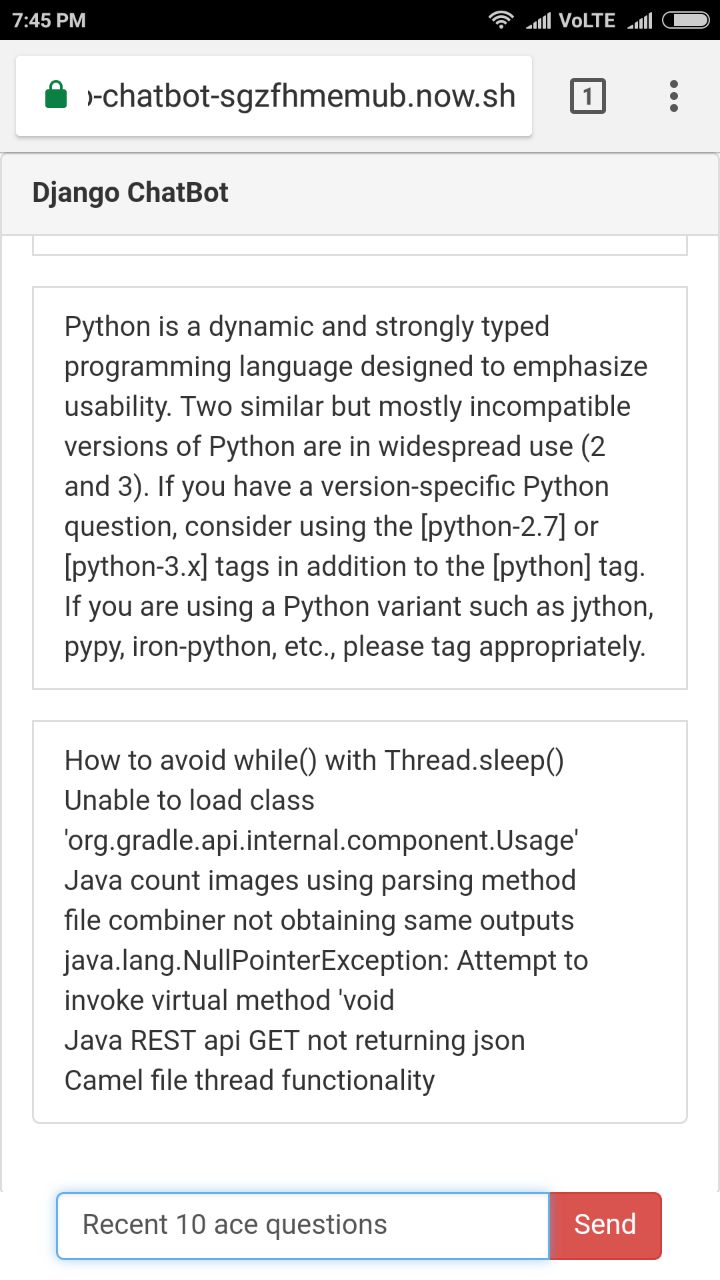 7:45 PM
VoLTE
-chatbot-sgzfhmemub.now.sh
1
Django ChatBot
Python is a dynamic and strongly typed
programming language designed to emphasize
usability. Two similar but mostly incompatible
versions of Python are in widespread use (2
and 3). If you have a version-specific Python
question, consider using the [python-2.7] or
[python-3.x] tags in addition to the [python] tag.
If you are using a Python variant such as jython,
pypy, iron-python, etc., please tag appropriately.
How to avoid while() with Thread.sleep()
Unable to load class
'org.gradle.api.internal.component.Usage'
Java count images using parsing method
file combiner not obtaining same outputs
java.lang.NullPointerException: Attempt to
invoke virtual method 'void
Java REST api GET not returning json
Camel file thread functionality
Recent 10 ace questions
Send